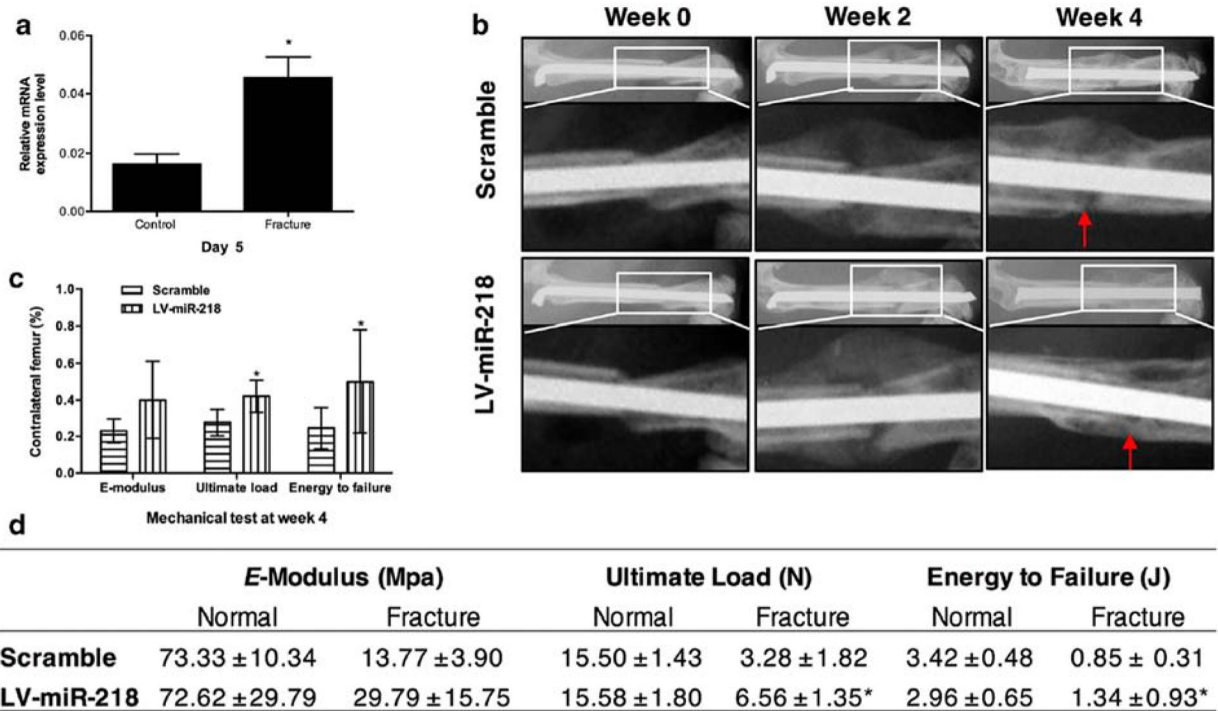 a
0.06
0.04
0.02
0.00
Relative mRNA
expression level
*
Control
Fracture
Day 5
b
Week 0
Week 2
Week 4
Scramble
LV-miR-218
c
1.0
0.8
0.6
0.4
0.2
0.0
Contralateral femur (%)
Scramble
LV-miR-218
*
*
E-modulus
Ultimate load
Energy to failure
Mechanical test at week 4
d
E-Modulus (Mpa) Ultimate Load (N) Energy to Failure (J)
Normal Fracture Normal Fracture Normal Fracture
Scramble 73.33 ±10.34 13.77 ±3.90 15.50 ±1.43 3.28 ±1.82 3.42 ±0.48 0.85 ± 0.31
LV-miR-218 72.62 ±29.79 29.79 ±15.75 15.58 ±1.80 6.56 ±1.35* 2.96 ±0.65 1.34 ±0.93*